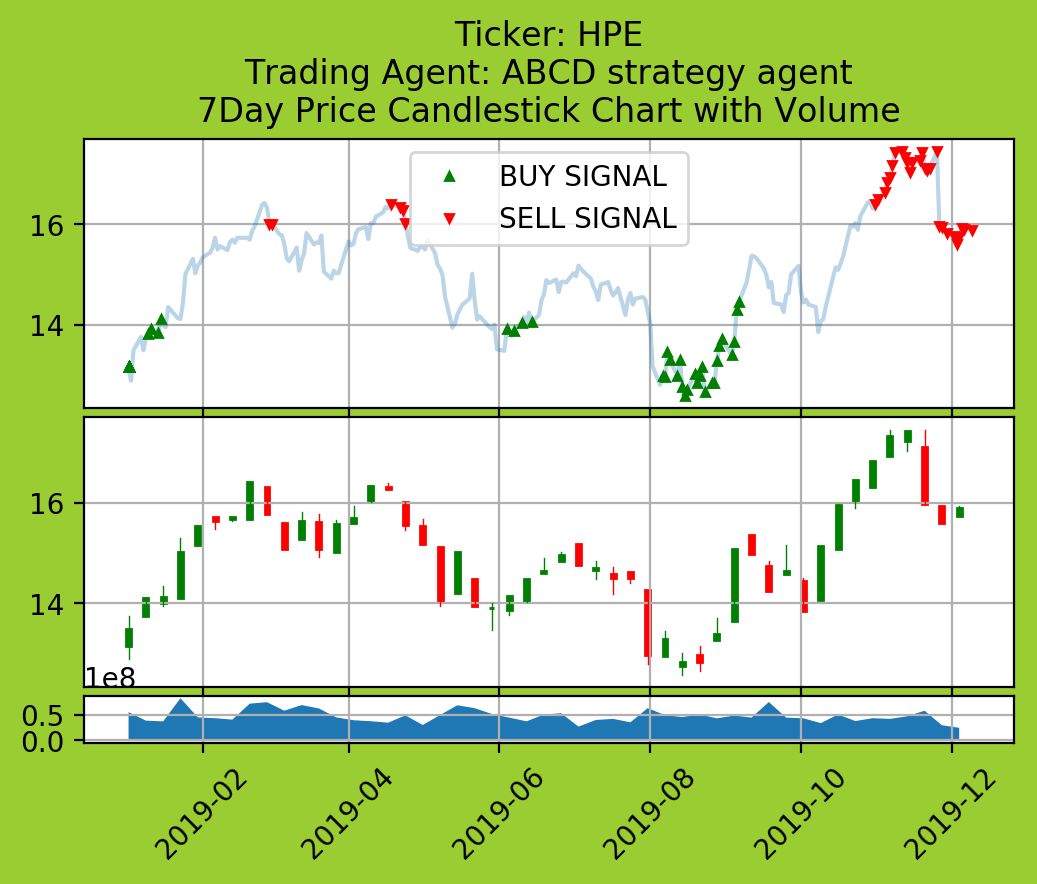 Ticker: HPE
Trading Agent: ABCD strategy agent
7Day Price Candlestick Chart with Volume
BUY SIGNAL
SELL SIGNAL
16
14
16
14
1e8
0.5
0.0
2019-02
2019-04
2019-06
2019-08
2019-10
2019-12